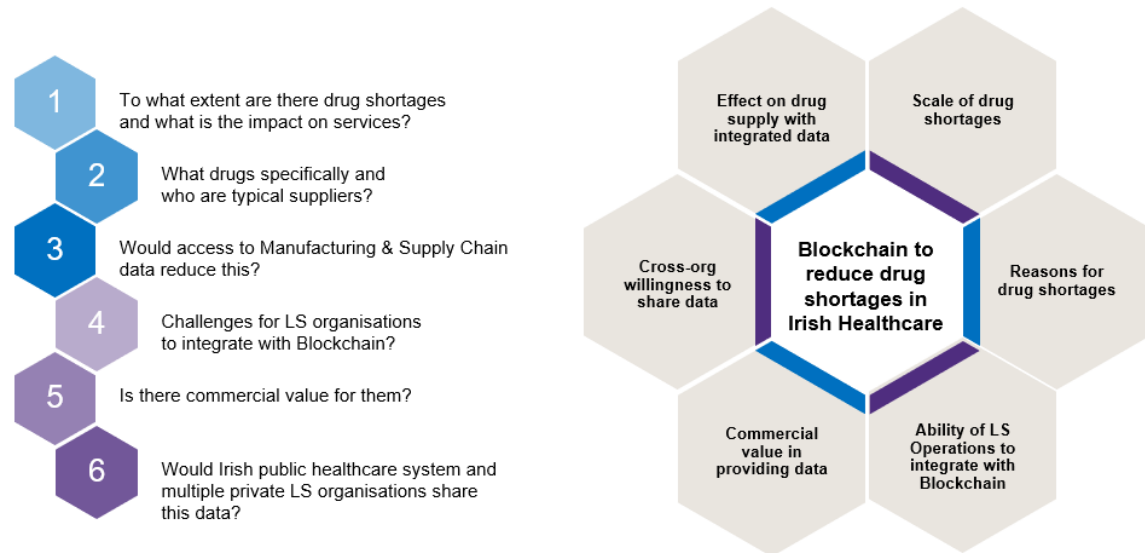 1
To what extent are there drug shortages
and what is the impact on services?
2
What drugs specifically and
who are typical suppliers?
3
Would access to Manufacturing & Supply Chain
data reduce this?
4
Challenges for LS organisations
to integrate with Blockchain?
5
Is there commercial value for them?
6
Would Irish public healthcare system and
multiple private LS organisations share
this data?
Effect on drug
supply with
integrated data
Scale of drug
shortages
Cross-org
willingness to
share data
Blockchain to
reduce drug
shortages in
Irish Healthcare
Reasons for
drug shortages
Commercial
value in
providing data
Ability of LS
Operations to
integrate with
Blockchain